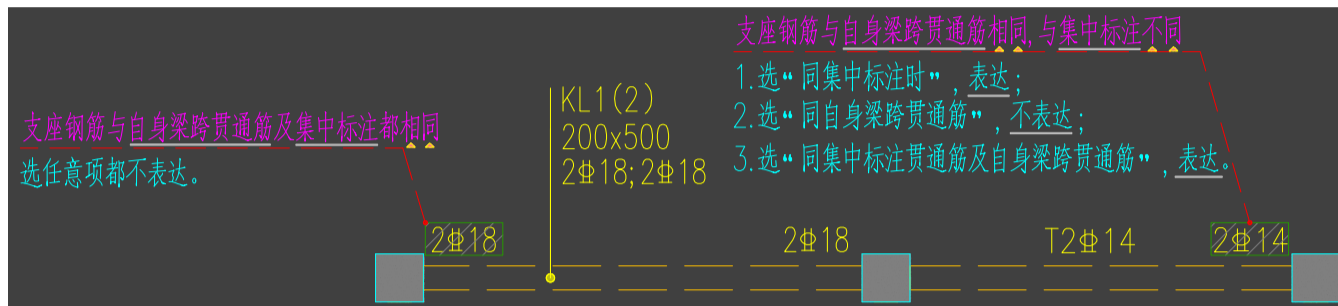 支座钢筋与自身梁跨贯通筋相同,与集中标注不同
1.选“同集中标注时”,表达;
2.选“同自身梁跨贯通筋”,不表达;
3.选“同集中标注贯通筋及自身梁跨贯通筋”,表达。
支座钢筋与自身梁跨贯通筋及集中标注都相同
选任意项都不表达。
KL1(2)
200x500
2Φ18;2Φ18
2Φ18
2Φ18
T2Φ14
2Φ14